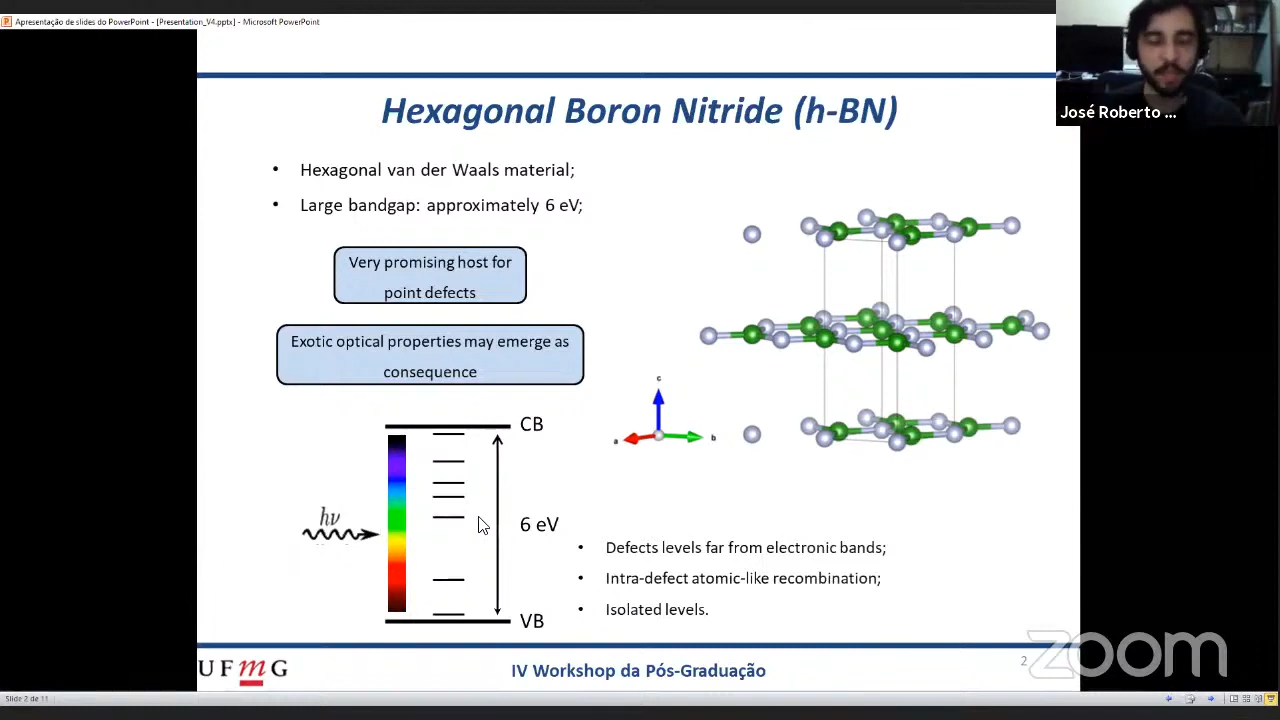 Apresentação de slides do PowerPoint - [Presentation_V4.pptx] - Microsoft PowerPoint
José Roberto ...
Hexagonal Boron Nitride (h-BN)
• Hexagonal van der Waals material;
• Large bandgap: approximately 6 eV;
Very promising host for
point defects
Exotic optical properties may emerge as
consequence
c
a
b
CB
hν
6 eV
VB
• Defects levels far from electronic bands;
• Intra-defect atomic-like recombination;
• Isolated levels.
UFmG
IV Workshop da Pós-Graduação
2
zoom
Slide 2 de 11